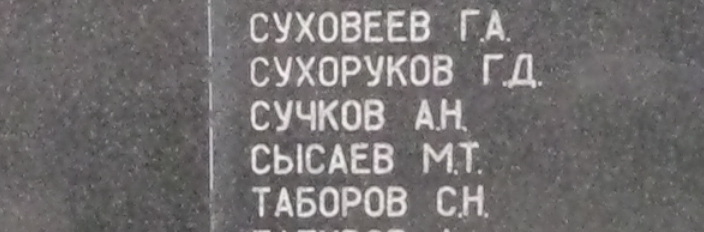 СУХОВЕЕВ Г.А.
СУХОРУКОВ Г.Д.
СУЧКОВ А.Н.
СЫСАЕВ М.Т.
ТАБОРОВ С.Н.